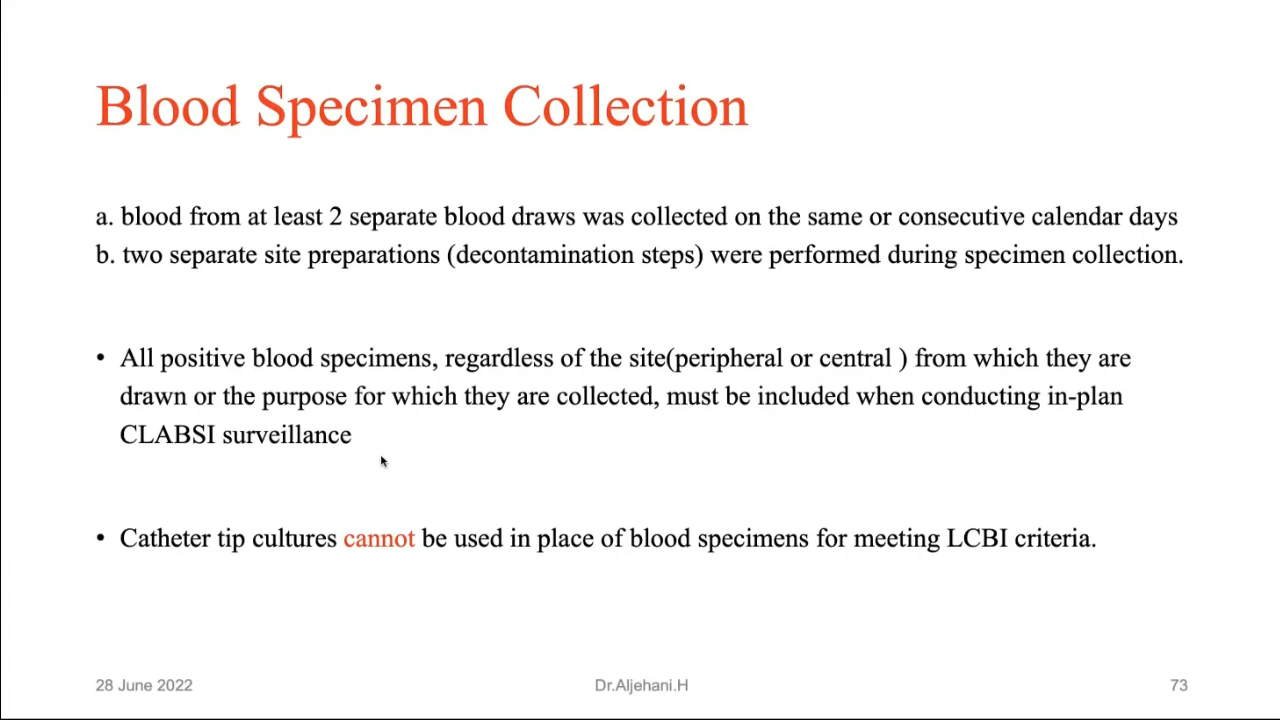 Blood Specimen Collection
a. blood from at least 2 separate blood draws was collected on the same or consecutive calendar days
b. two separate site preparations (decontamination steps) were performed during specimen collection.
• All positive blood specimens, regardless of the site(peripheral or central ) from which they are
drawn or the purpose for which they are collected, must be included when conducting in-plan
CLABSI surveillance
• Catheter tip cultures cannot be used in place of blood specimens for meeting LCBI criteria.
28 June 2022
Dr.Aljehani.H
73